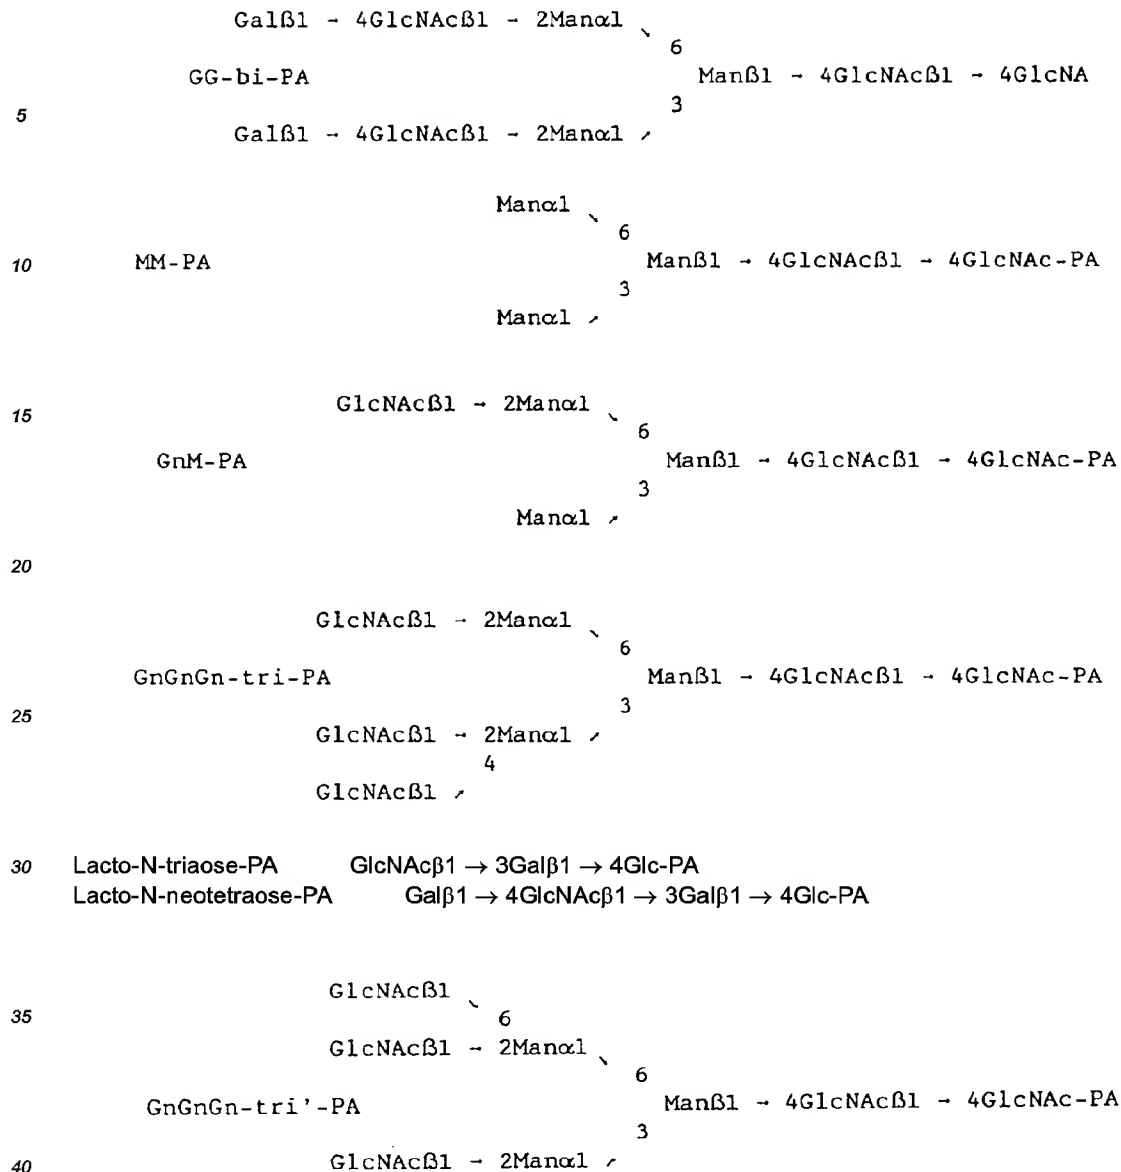 Galß1 → 4GlcNAcß1 → 2Manα1 ↘
6
GG-bi-PA Manß1 → 4GlcNAcß1 → 4GlcNA
5 3
Galß1 → 4GlcNAcß1 → 2Manα1 ↗
Manα1 ↘
6
10 MM-PA Manß1 → 4GlcNAcß1 → 4GlcNAc-PA
3
Manα1 ↗
15 GlcNAcß1 → 2Manα1 ↘
6
GnM-PA Manß1 → 4GlcNAcß1 → 4GlcNAc-PA
3
Manα1 ↗
20
GlcNAcß1 → 2Manα1 ↘
6
GnGnGn-tri-PA Manß1 → 4GlcNAcß1 → 4GlcNAc-PA
25 3
GlcNAcß1 → 2Manα1 ↗
4
GlcNAcß1 ↗
30 Lacto-N-triaose-PA GlcNAcβ1 → 3Galβ1 → 4Glc-PA
Lacto-N-neotetraose-PA Galβ1 → 4GlcNAcβ1 → 3Galβ1 → 4Glc-PA
GlcNAcß1 ↘
35 6
GlcNAcß1 → 2Manα1 ↘
6
GnGnGn-tri'-PA Manß1 → 4GlcNAcß1 → 4GlcNAc-PA
3
40 GlcNAcß1 → 2Manα1 ↗